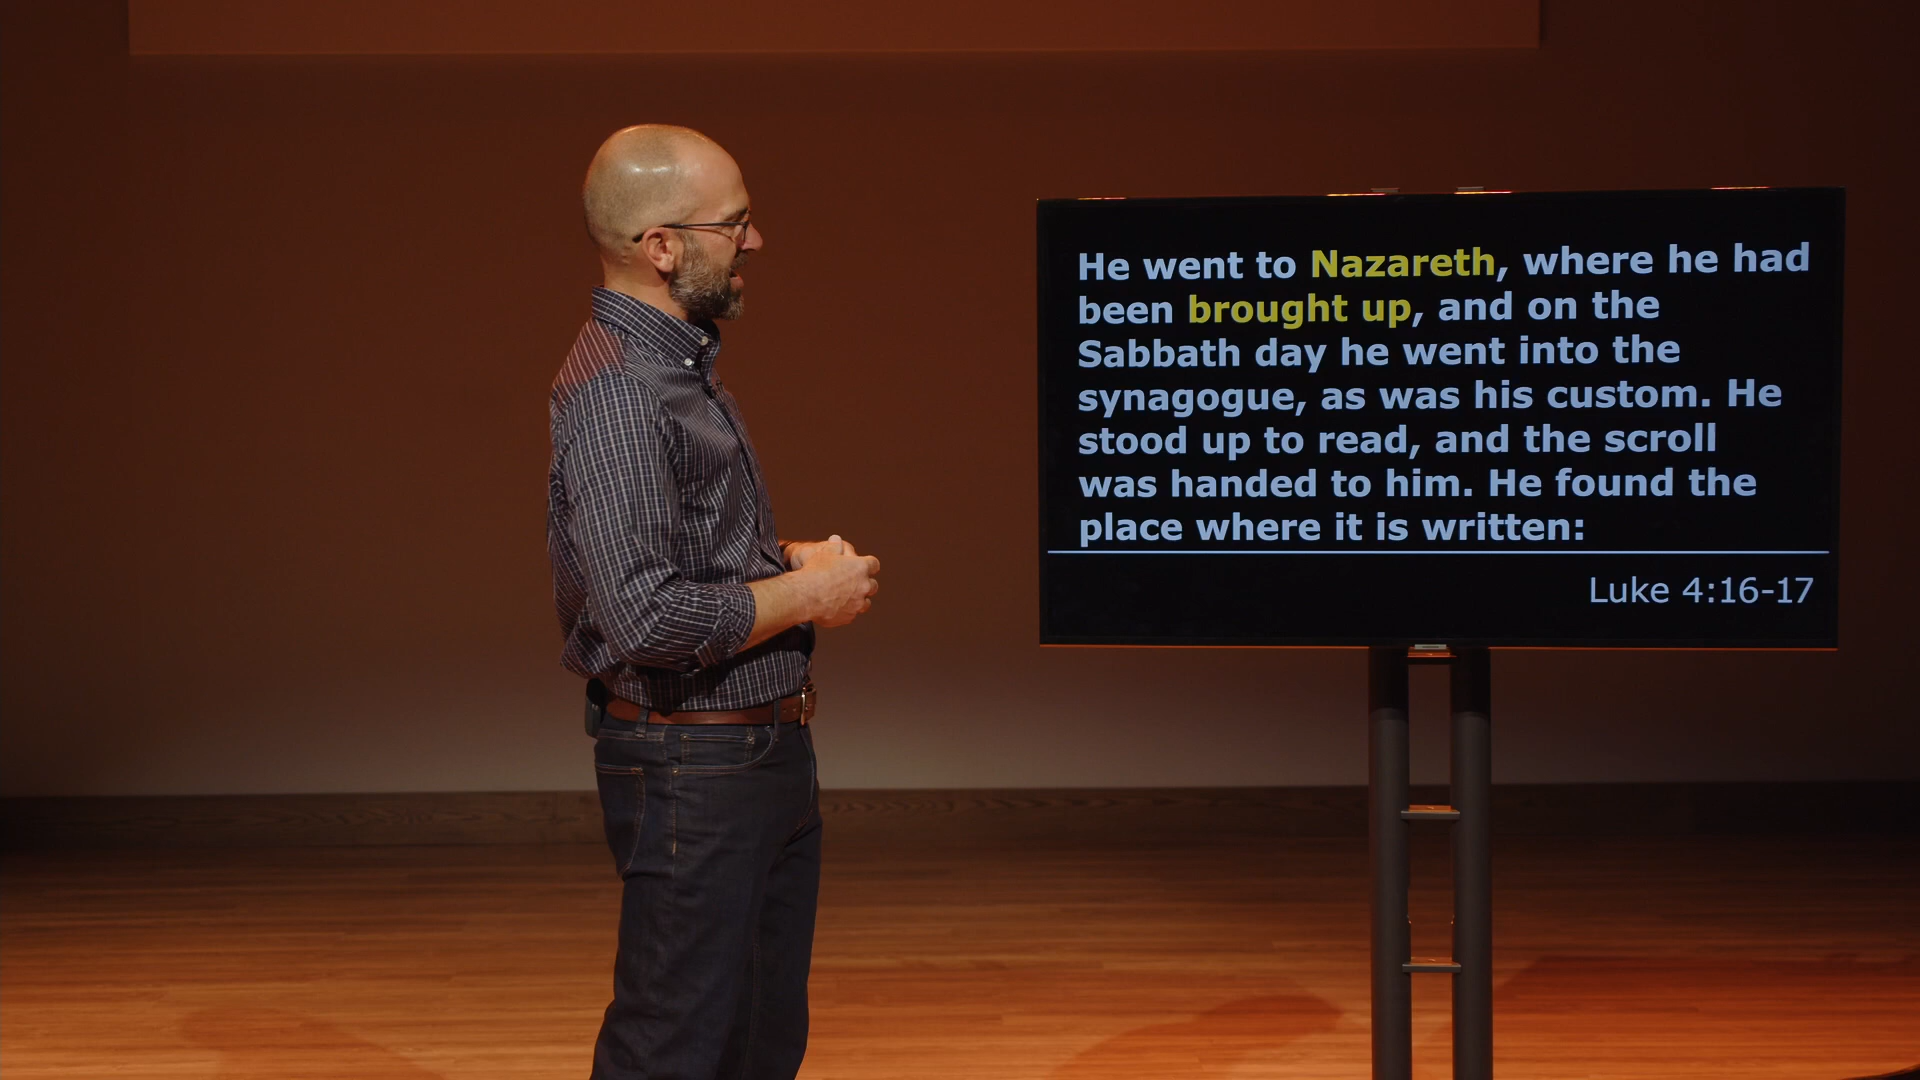 He went to Nazareth, where he had
been brought up, and on the
Sabbath day he went into the
synagogue, as was his custom. He
stood up to read, and the scroll
was handed to him. He found the
place where it is written:
Luke 4:16-17